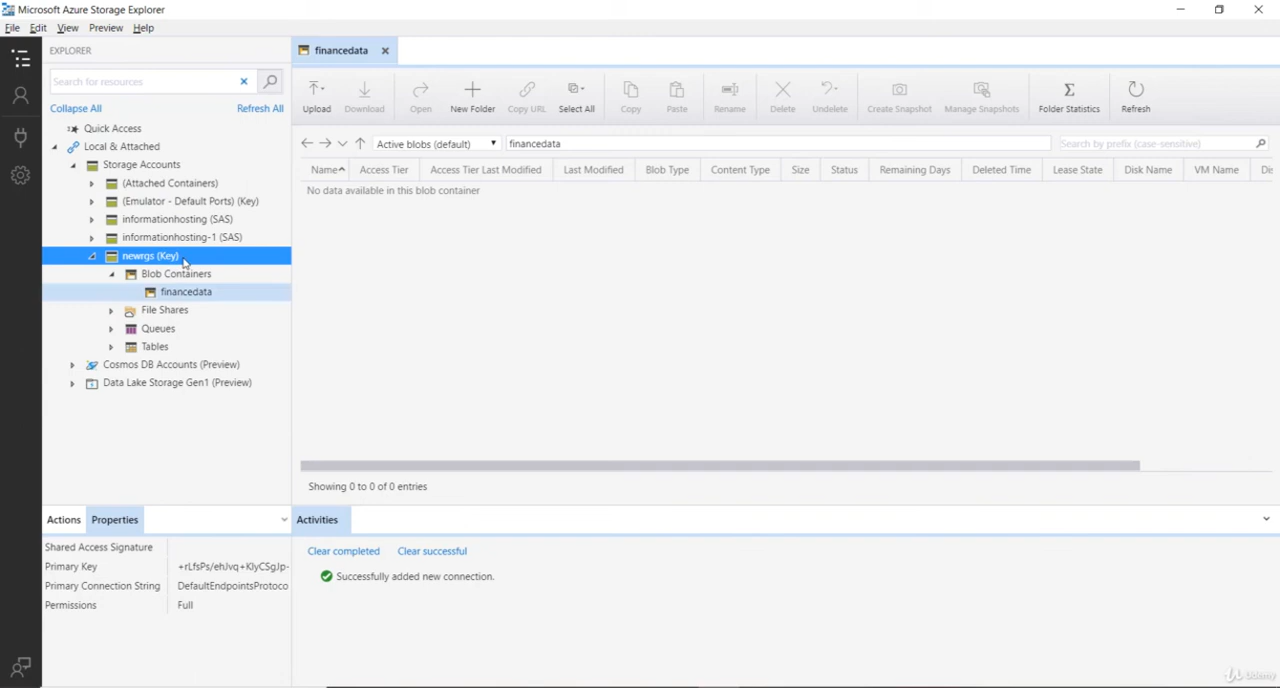 Microsoft Azure Storage Explorer
File Edit View Preview Help
EXPLORER
Search for resources
Collapse All Refresh All
Quick Access
Local & Attached
Storage Accounts
(Attached Containers)
(Emulator - Default Ports) (Key)
informationhosting (SAS)
informationhosting-1 (SAS)
newrgs (Key)
Blob Containers
financedata
File Shares
Queues
Tables
Cosmos DB Accounts (Preview)
Data Lake Storage Gen1 (Preview)
financedata
Upload Download Open New Folder Copy URL Select All Copy Paste Rename Delete Undelete Create Snapshot Manage Snapshots Folder Statistics Refresh
Active blobs (default) financedata Search by prefix (case-sensitive)
Name Access Tier Access Tier Last Modified Last Modified Blob Type Content Type Size Status Remaining Days Deleted Time Lease State Disk Name VM Name Di
No data available in this blob container
Showing 0 to 0 of 0 entries
Actions Properties
Shared Access Signature
Primary Key
Primary Connection String DefaultEndpointsProtoco
Permissions Full
Activities
Clear completed Clear successful
Successfully added new connection.
Udemy